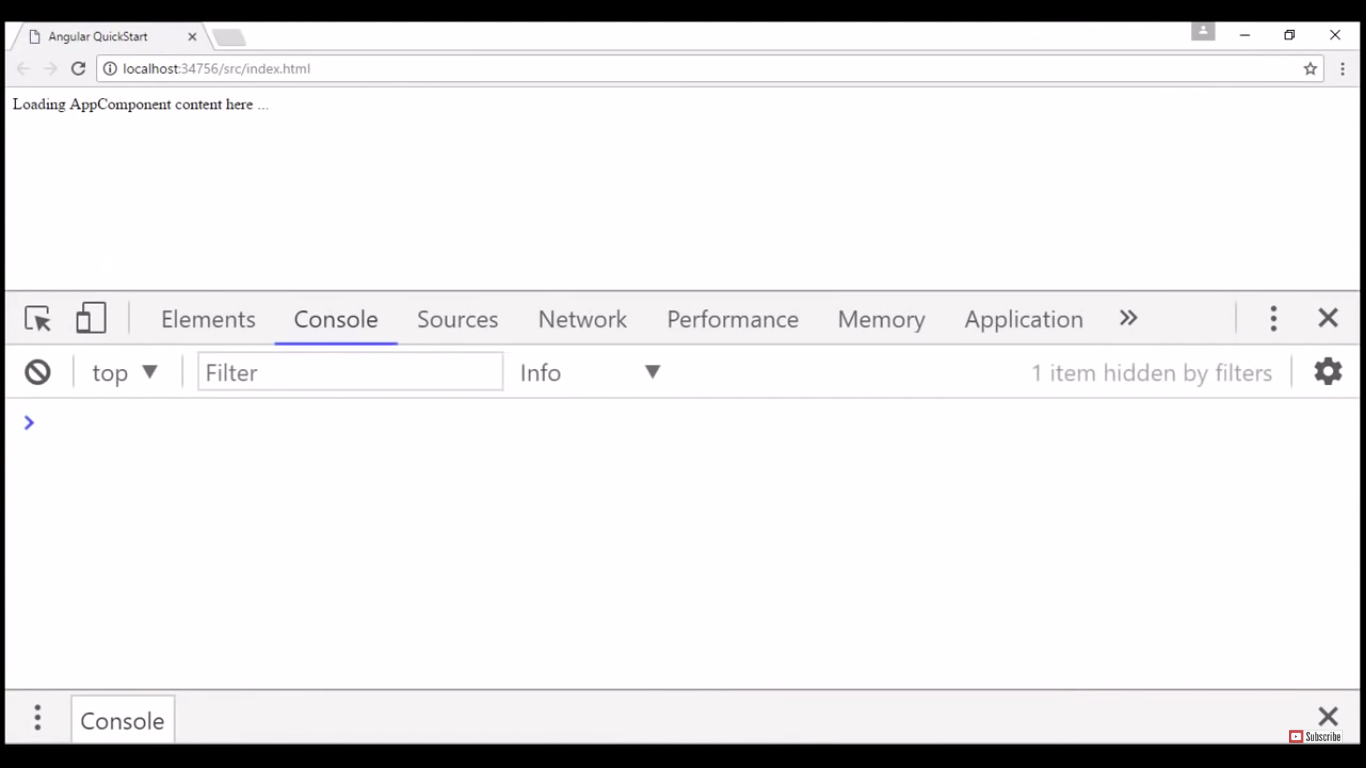 Angular QuickStart
localhost:34756/src/index.html
Loading AppComponent content here ...
Elements Console Sources Network Performance Memory Application
top Filter Info 1 item hidden by filters
Console
Subscribe